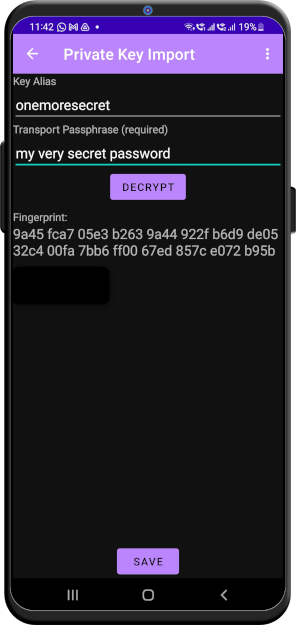 11:42
19%
Private Key Import
Key Alias
onemoresecret
Transport Passphrase (required)
my very secret password
DECRYPT
Fingerprint:
9a45 fca7 05e3 b263 9a44 922f b6d9 de05
32c4 00fa 7bb6 ff00 67ed 857c e072 b95b
SAVE